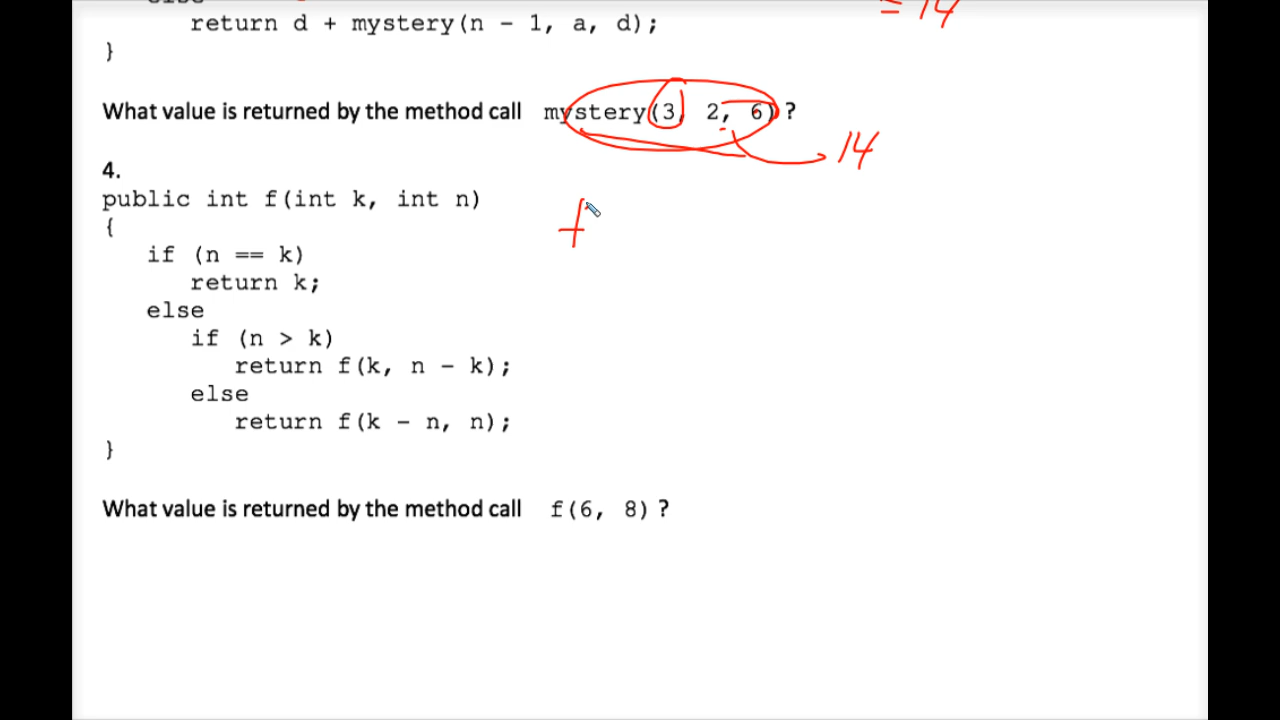 return d + mystery(n - 1, a, d);
= 14
}
What value is returned by the method call mystery(3, 2, 6)?
14
4.
public int f(int k, int n)
f
{
if (n == k)
return k;
else
if (n > k)
return f(k, n - k);
else
return f(k - n, n);
}
What value is returned by the method call f(6, 8)?